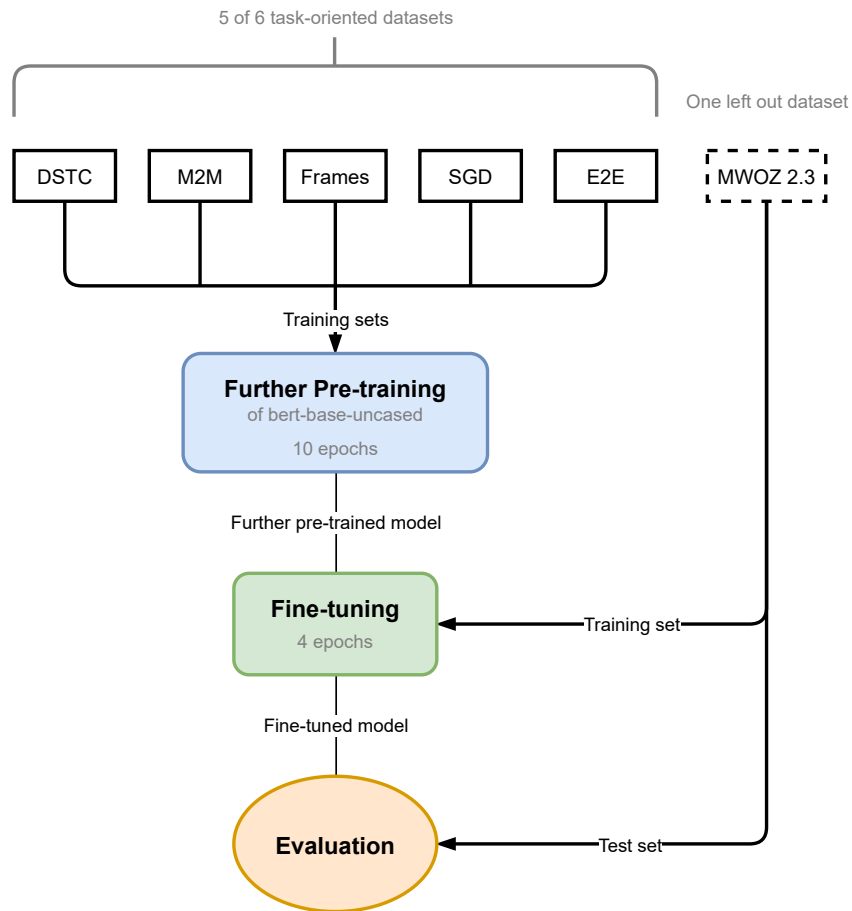 5 of 6 task-oriented datasets
One left out dataset
DSTC
M2M
Frames
SGD
E2E
MWOZ 2.3
Training sets
Further Pre-training
of bert-base-uncased
10 epochs
Further pre-trained model
Fine-tuning
4 epochs
Training set
Fine-tuned model
Evaluation
Test set